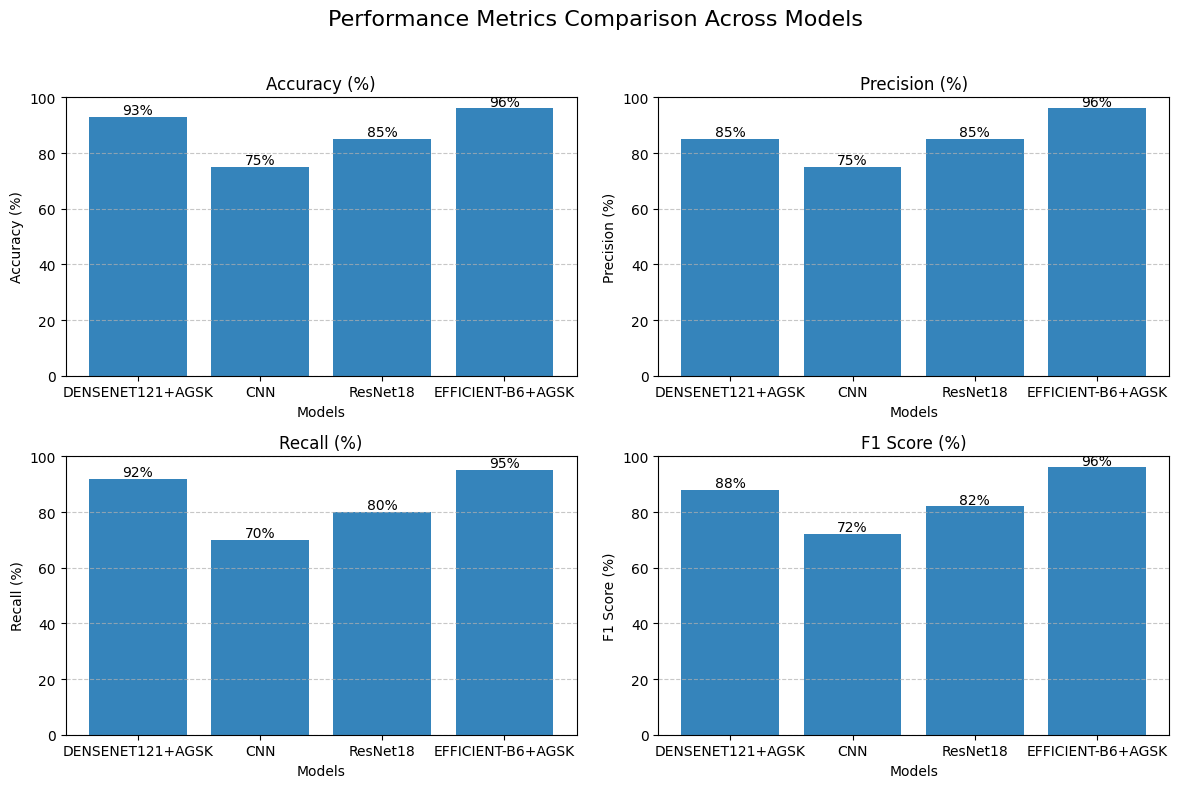 Performance Metrics Comparison Across Models
Accuracy (%)
Accuracy (%)
100
80
60
40
20
0
93%
75%
85%
96%
DENSENET121+AGSK
CNN
ResNet18
EFFICIENT-B6+AGSK
Models
Precision (%)
Precision (%)
100
80
60
40
20
0
85%
75%
85%
96%
DENSENET121+AGSK
CNN
ResNet18
EFFICIENT-B6+AGSK
Models
Recall (%)
Recall (%)
100
80
60
40
20
0
92%
70%
80%
95%
DENSENET121+AGSK
CNN
ResNet18
EFFICIENT-B6+AGSK
Models
F1 Score (%)
F1 Score (%)
100
80
60
40
20
0
88%
72%
82%
96%
DENSENET121+AGSK
CNN
ResNet18
EFFICIENT-B6+AGSK
Models